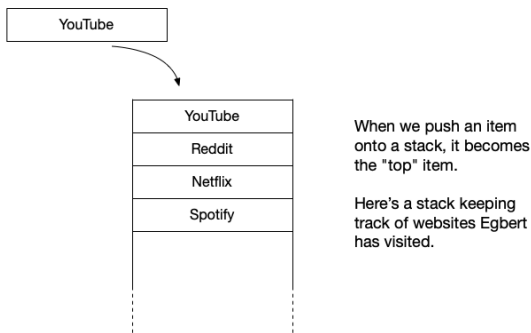 YouTube
YouTube
Reddit
Netflix
Spotify
When we push an item
onto a stack, it becomes
the "top" item.
Here’s a stack keeping
track of websites Egbert
has visited.